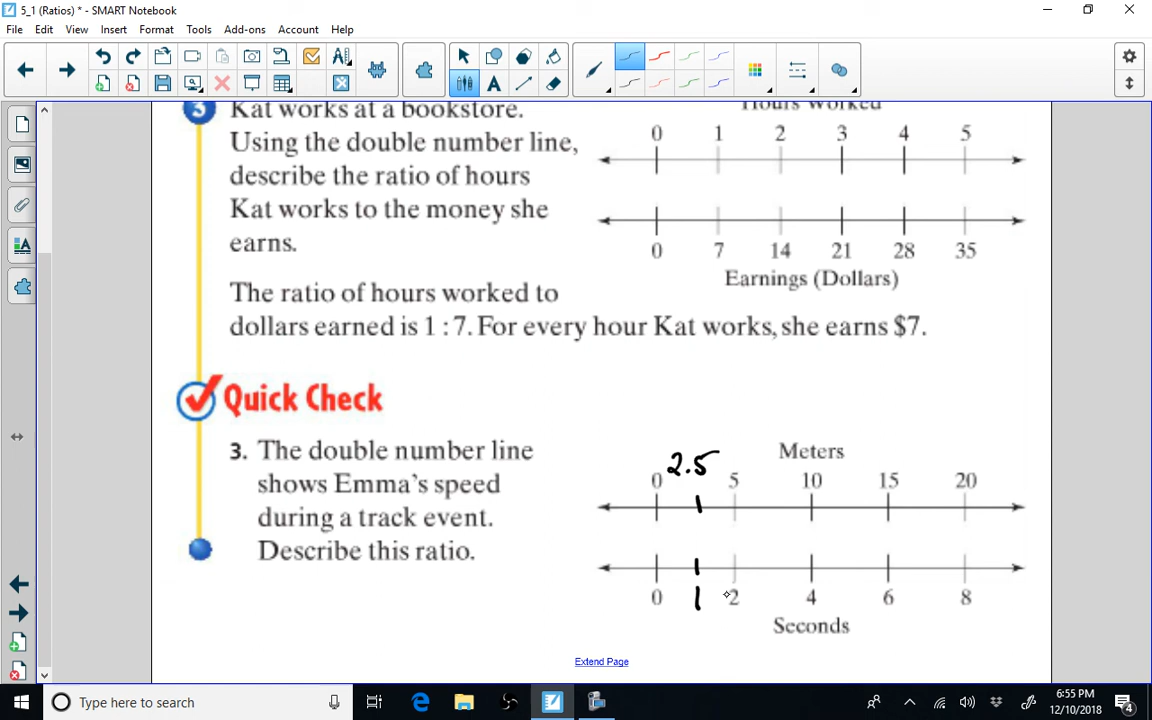 5_1 (Ratios) * - SMART Notebook
File Edit View Insert Format Tools Add-ons Account Help
3 Kat works at a bookstore.
Using the double number line,
describe the ratio of hours
Kat works to the money she
earns.
Hours Worked
0 1 2 3 4 5
0 7 14 21 28 35
Earnings (Dollars)
The ratio of hours worked to
dollars earned is 1 : 7. For every hour Kat works, she earns $7.
Quick Check
3. The double number line
shows Emma's speed
during a track event.
Describe this ratio.
Meters
2.5
0 5 10 15 20
0 1 2 4 6 8
Seconds
Extend Page
Type here to search
6:55 PM
12/10/2018
4